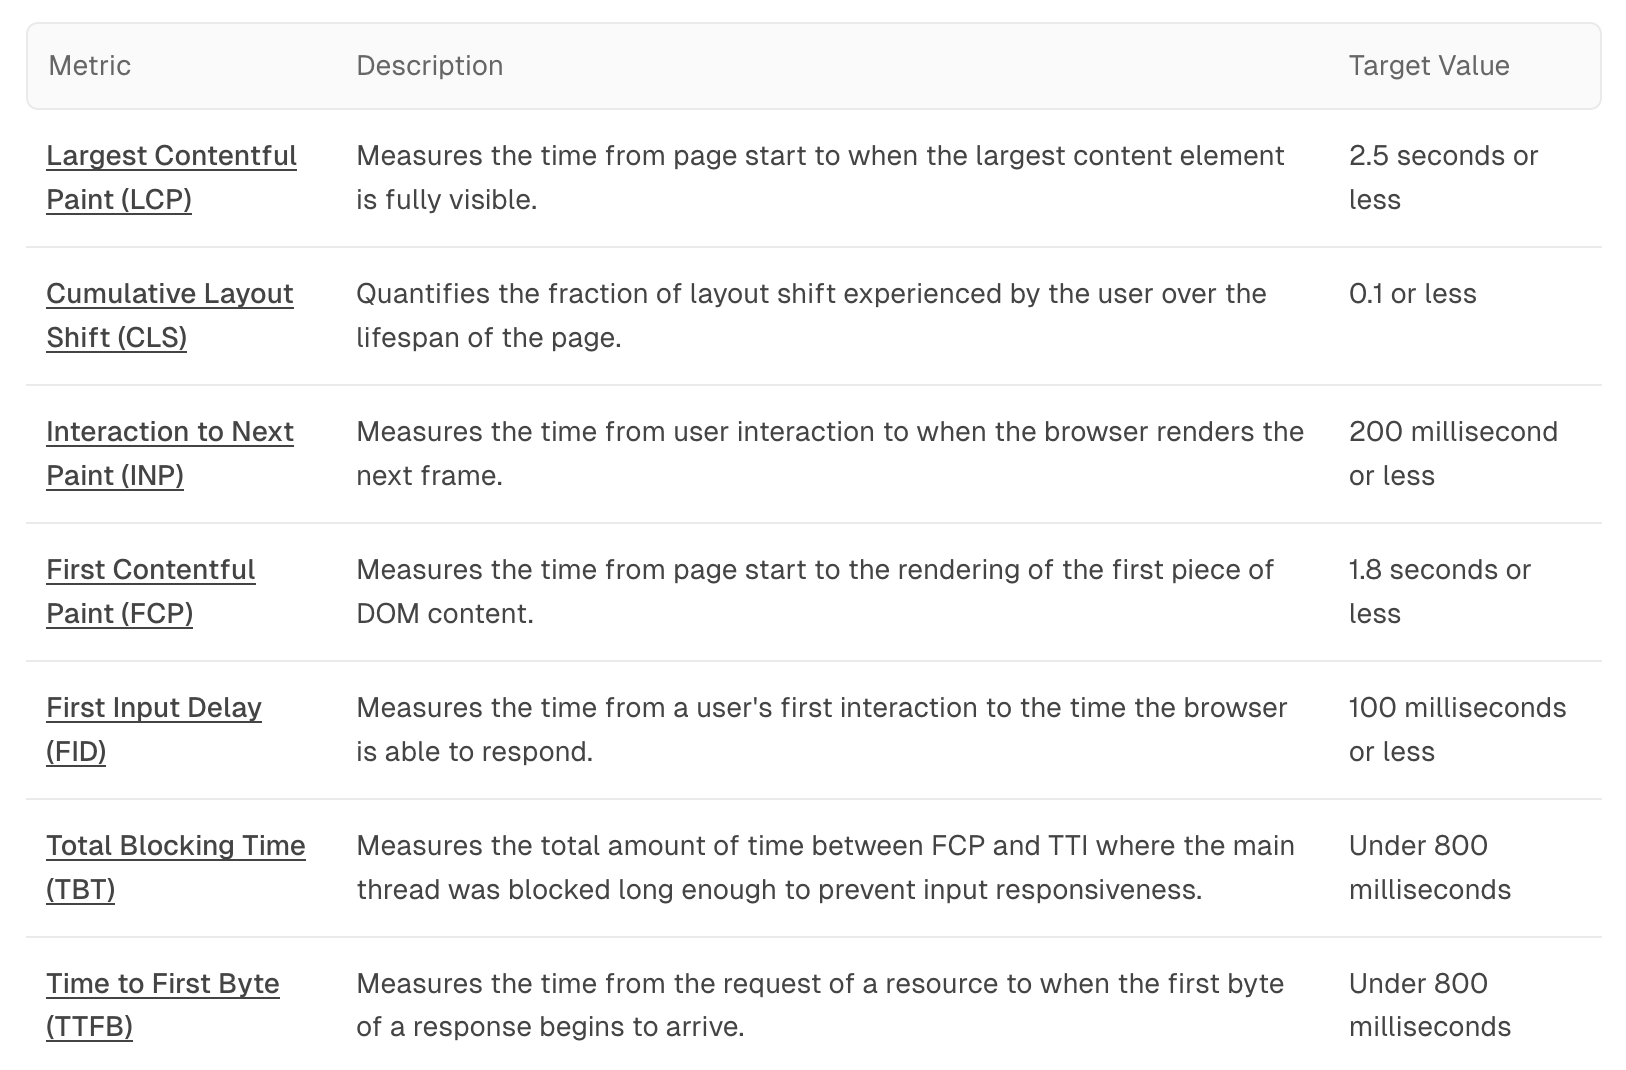 Metric Description Target Value
Largest Contentful Measures the time from page start to when the largest content element 2.5 seconds or
Paint (LCP) is fully visible. less
Cumulative Layout Quantifies the fraction of layout shift experienced by the user over the 0.1 or less
Shift (CLS) lifespan of the page.
Interaction to Next Measures the time from user interaction to when the browser renders the 200 millisecond
Paint (INP) next frame. or less
First Contentful Measures the time from page start to the rendering of the first piece of 1.8 seconds or
Paint (FCP) DOM content. less
First Input Delay Measures the time from a user's first interaction to the time the browser 100 milliseconds
(FID) is able to respond. or less
Total Blocking Time Measures the total amount of time between FCP and TTI where the main Under 800
(TBT) thread was blocked long enough to prevent input responsiveness. milliseconds
Time to First Byte Measures the time from the request of a resource to when the first byte Under 800
(TTFB) of a response begins to arrive. milliseconds